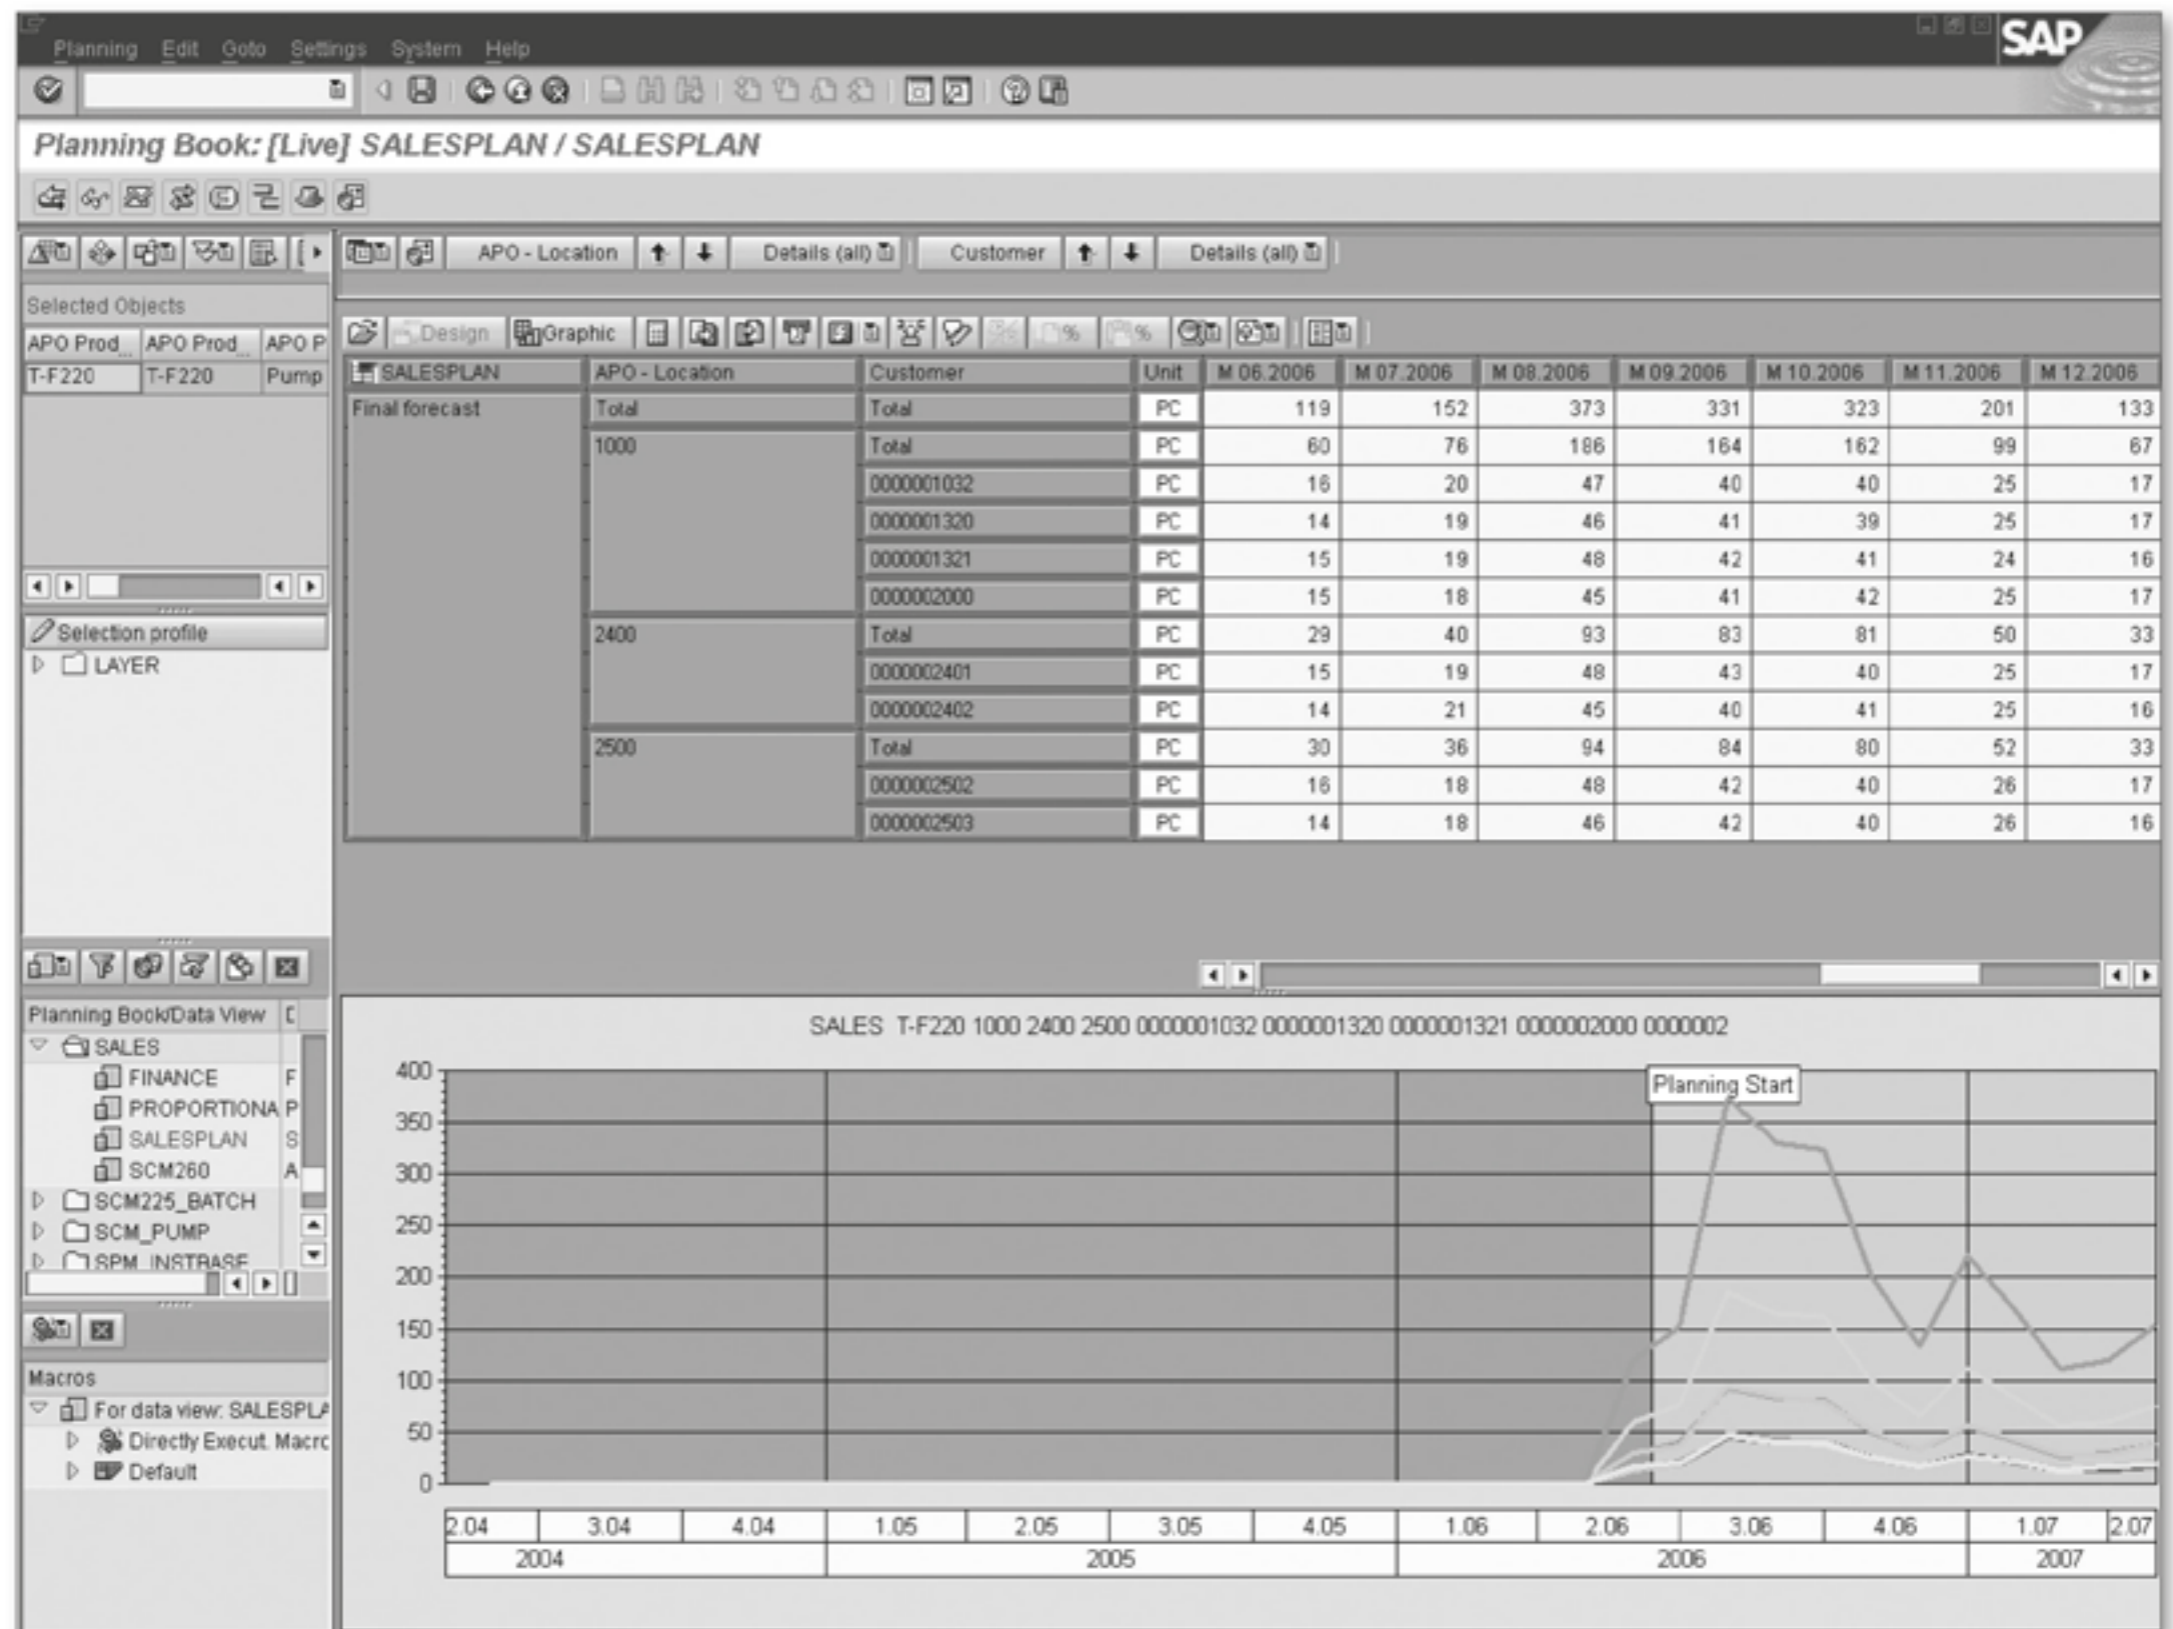 Planning Edit Goto Settings System Help
SAP
Planning Book: [Live] SALESPLAN / SALESPLAN
APO - Location Details (all) Customer Details (all)
Selected Objects
APO Prod... APO Prod... APO P
T-F220 T-F220 Pump
Selection profile
LAYER
Planning Book/Data View D
SALES
FINANCE F
PROPORTIONA P
SALESPLAN S
SCM260 A
SCM225_BATCH
SCM_PUMP
SPM_INSTBASE
Macros
For data view: SALESPLA
Directly Execut. Macro
Default
Design Graphic % %
SALESPLAN APO - Location Customer Unit M 06.2006 M 07.2006 M 08.2006 M 09.2006 M 10.2006 M 11.2006 M 12.2006
Final forecast Total Total PC 119 152 373 331 323 201 133
1000 Total PC 60 76 186 164 162 99 67
0000001032 PC 16 20 47 40 40 25 17
0000001320 PC 14 19 46 41 39 25 17
0000001321 PC 15 19 48 42 41 24 16
0000002000 PC 15 18 45 41 42 25 17
2400 Total PC 29 40 93 83 81 50 33
0000002401 PC 15 19 48 43 40 25 17
0000002402 PC 14 21 45 40 41 25 16
2500 Total PC 30 36 94 84 80 52 33
0000002502 PC 16 18 48 42 40 26 17
0000002503 PC 14 18 46 42 40 26 16
SALES T-F220 1000 2400 2500 0000001032 0000001320 0000001321 0000002000 0000002
Planning Start
400
350
300
250
200
150
100
50
0
2.04 3.04 4.04 1.05 2.05 3.05 4.05 1.06 2.06 3.06 4.06 1.07 2.07
2004 2005 2006 2007